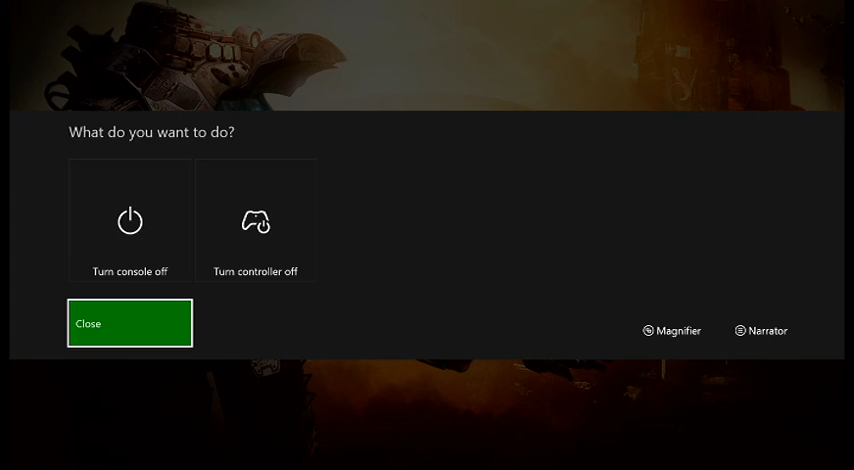 What do you want to do?
Turn console off
Turn controller off
Close
Magnifier
Narrator